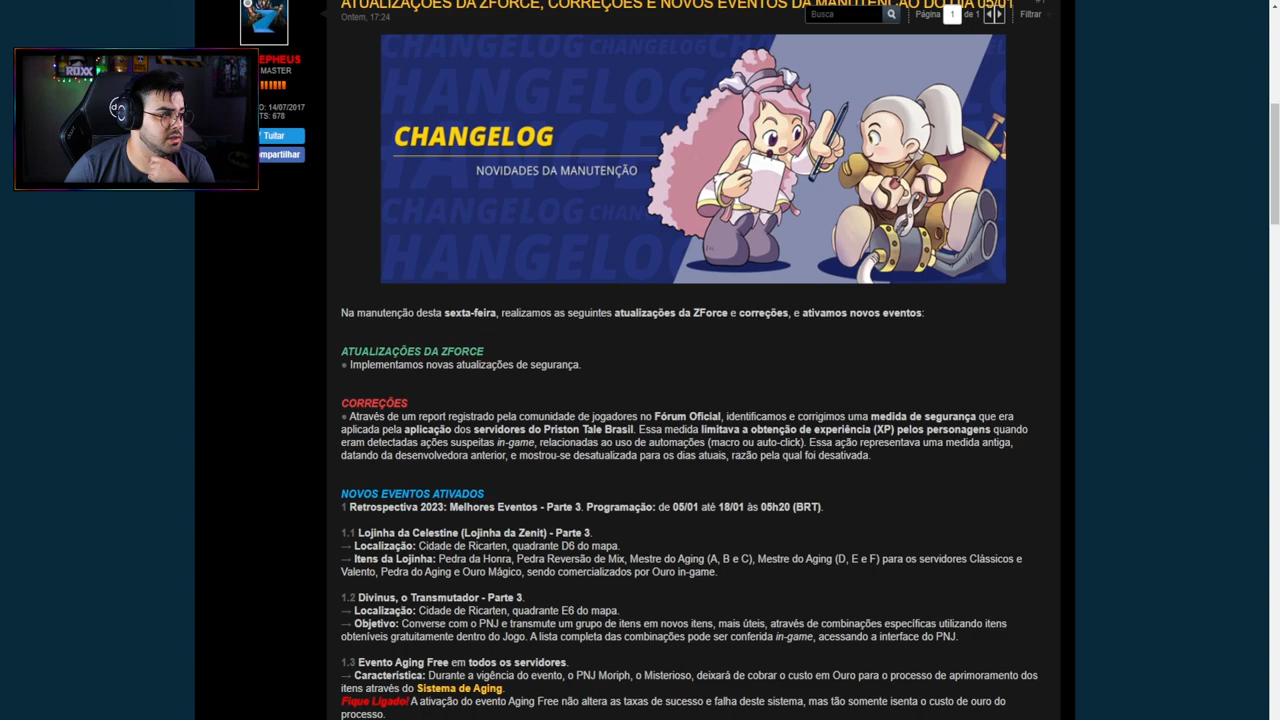 ATUALIZAÇÕES DA ZFORCE, CORREÇÕES E NOVOS EVENTOS DA MANUTENÇÃO DO DIA 05/01
Ontem, 17:24
Busca
Página 1 de 1
Filtrar
EPHEUS
MASTER
O: 14/07/2017
TS: 678
Tuitar
ompartilhar
ROXX
CHANGELOG
NOVIDADES DA MANUTENÇÃO
Na manutenção desta sexta-feira, realizamos as seguintes atualizações da ZForce e correções, e ativamos novos eventos:
ATUALIZAÇÕES DA ZFORCE
● Implementamos novas atualizações de segurança.
CORREÇÕES
● Através de um report registrado pela comunidade de jogadores no Fórum Oficial, identificamos e corrigimos uma medida de segurança que era
aplicada pela aplicação dos servidores do Priston Tale Brasil. Essa medida limitava a obtenção de experiência (XP) pelos personagens quando
eram detectadas ações suspeitas in-game, relacionadas ao uso de automações (macro ou auto-click). Essa ação representava uma medida antiga,
datando da desenvolvedora anterior, e mostrou-se desatualizada para os dias atuais, razão pela qual foi desativada.
NOVOS EVENTOS ATIVADOS
1 Retrospectiva 2023: Melhores Eventos - Parte 3. Programação: de 05/01 até 18/01 às 05h20 (BRT).
1.1 Lojinha da Celestine (Lojinha da Zenit) - Parte 3.
→ Localização: Cidade de Ricarten, quadrante D6 do mapa.
→ Itens da Lojinha: Pedra da Honra, Pedra Reversão de Mix, Mestre do Aging (A, B e C), Mestre do Aging (D, E e F) para os servidores Clássicos e
Valento, Pedra do Aging e Ouro Mágico, sendo comercializados por Ouro in-game.
1.2 Divinus, o Transmutador - Parte 3.
→ Localização: Cidade de Ricarten, quadrante E6 do mapa.
→ Objetivo: Converse com o PNJ e transmute um grupo de itens em novos itens, mais úteis, através de combinações específicas utilizando itens
obteníveis gratuitamente dentro do Jogo. A lista completa das combinações pode ser conferida in-game, acessando a interface do PNJ.
1.3 Evento Aging Free em todos os servidores.
→ Característica: Durante a vigência do evento, o PNJ Moriph, o Misterioso, deixará de cobrar o custo em Ouro para o processo de aprimoramento dos
itens através do Sistema de Aging.
Fique Ligado! A ativação do evento Aging Free não altera as taxas de sucesso e falha deste sistema, mas tão somente isenta o custo de ouro do
processo.